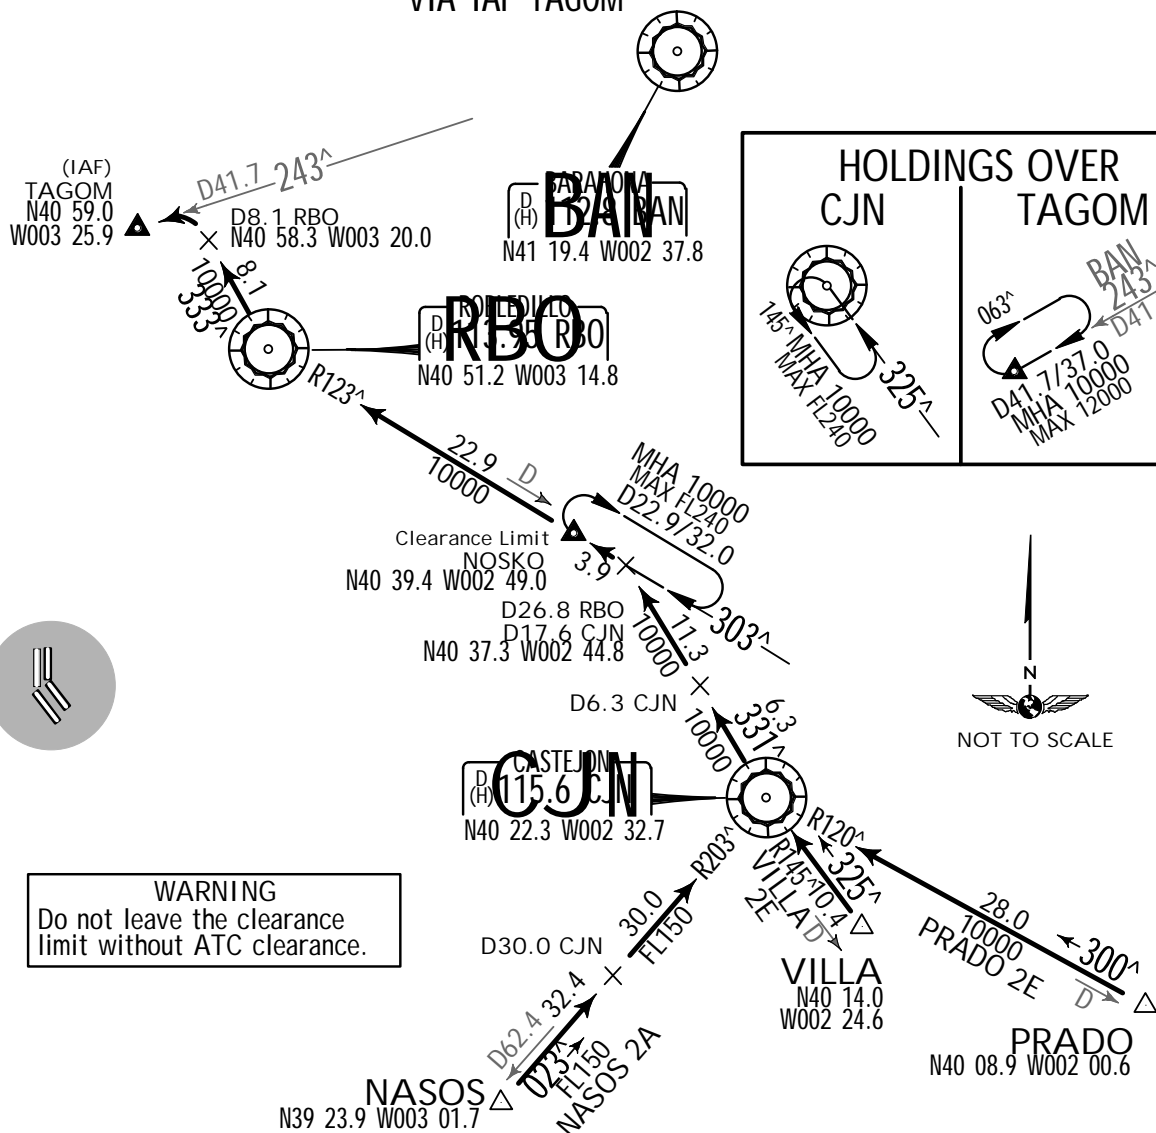 VIA IAF TAGOM
(IAF)
TAGOM
N40 59.0
W003 25.9
D41.7 243^
D8.1 RBO
N40 58.3 W003 20.0
BARAHONA
D
(H) 112.8 BAN
BAN
N41 19.4 W002 37.8
HOLDINGS OVER
CJN
TAGOM
145^ MHA 10000
MAX FL240
325^
063^
BAN
243^
D41
D41.7/37.0
MHA 10000
MAX 12000
8.1
10000
333^
ROBLEDILLO
D
(H) 113.95 RBO
RBO
N40 51.2 W003 14.8
R123^
22.9
10000
D
MHA 10000
MAX FL240
D22.9/32.0
Clearance Limit
NOSKO
N40 39.4 W002 49.0
3.9
D26.8 RBO
D17.6 CJN
N40 37.3 W002 44.8
11.3
10000
303^
D6.3 CJN
6.3
331^
10000
N
NOT TO SCALE
CASTEJON
D
(H) 115.6 CJN
CJN
N40 22.3 W002 32.7
R203^
R145^
10.4
325^
VILLA
2E
D
R120^
28.0
10000
PRADO 2E
300^
D
WARNING
Do not leave the clearance
limit without ATC clearance.
D30.0 CJN
30.0
FL150
VILLA
N40 14.0
W002 24.6
PRADO
N40 08.9 W002 00.6
D62.4 32.4
023^
FL150
NASOS 2A
NASOS
N39 23.9 W003 01.7